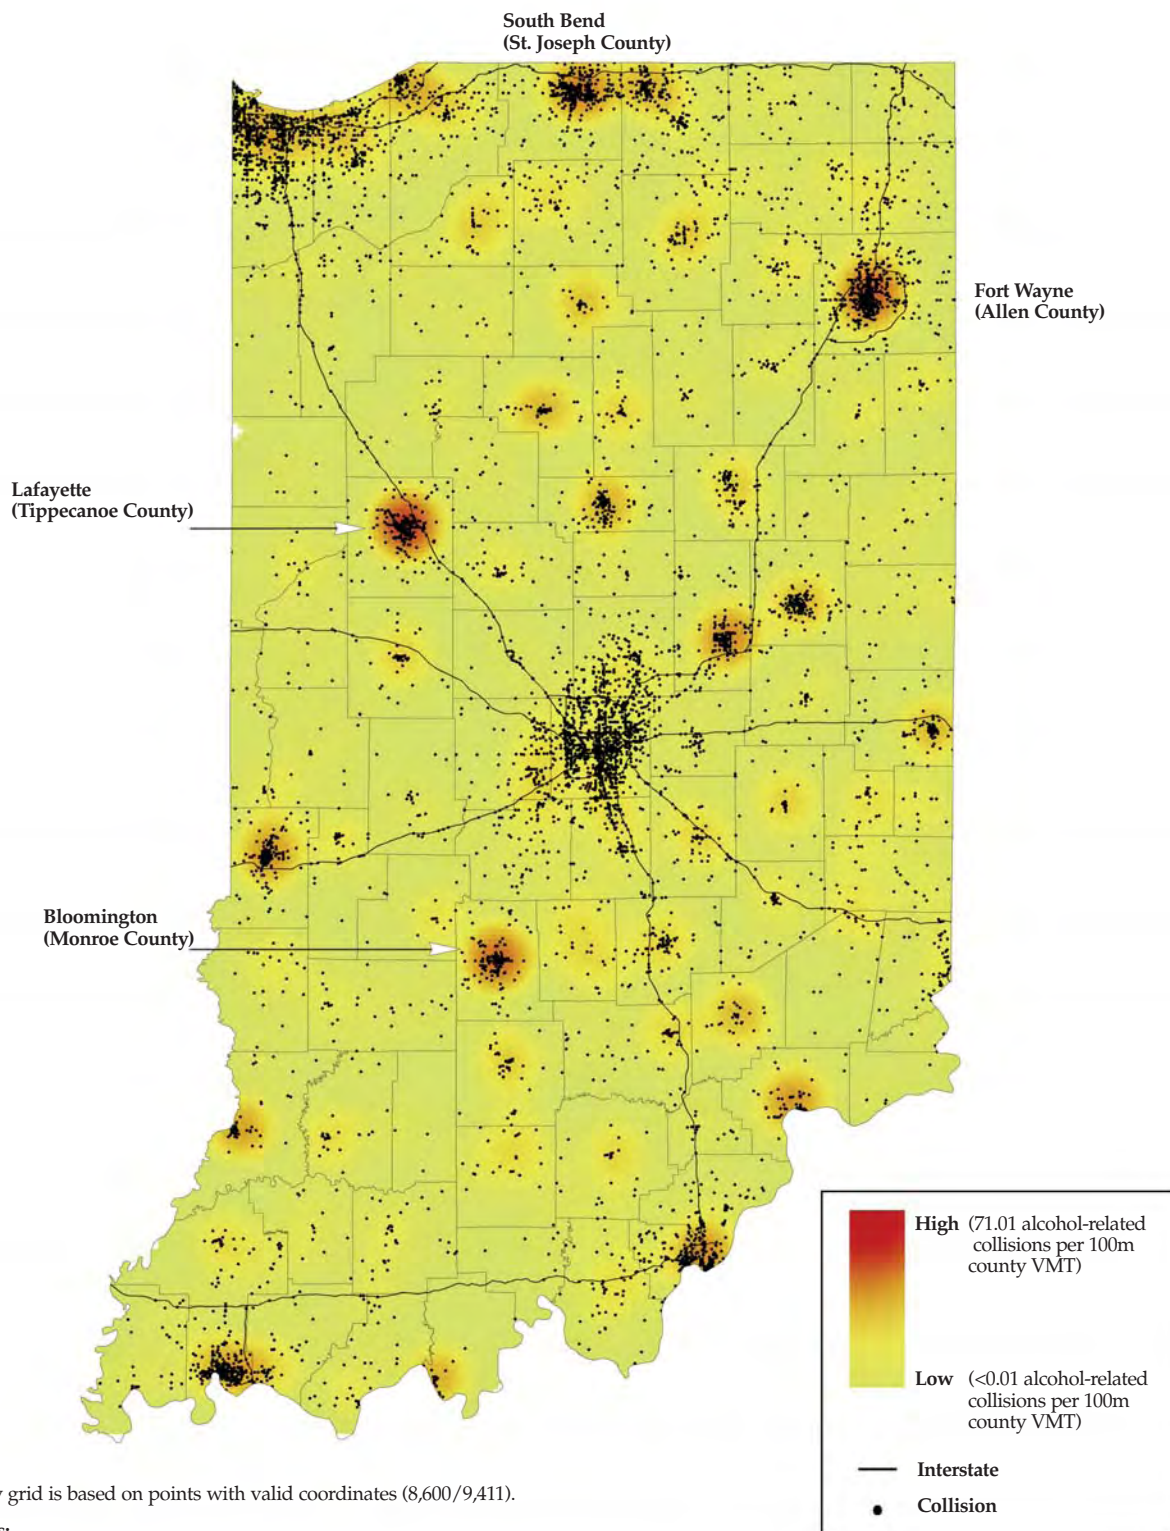 South Bend
(St. Joseph County)
Fort Wayne
(Allen County)
Lafayette
(Tippecanoe County)
Bloomington
(Monroe County)
High (71.01 alcohol-related
collisions per 100m
county VMT)
Low (<0.01 alcohol-related
collisions per 100m
county VMT)
Interstate
Collision
grid is based on points with valid coordinates (8,600/9,411).